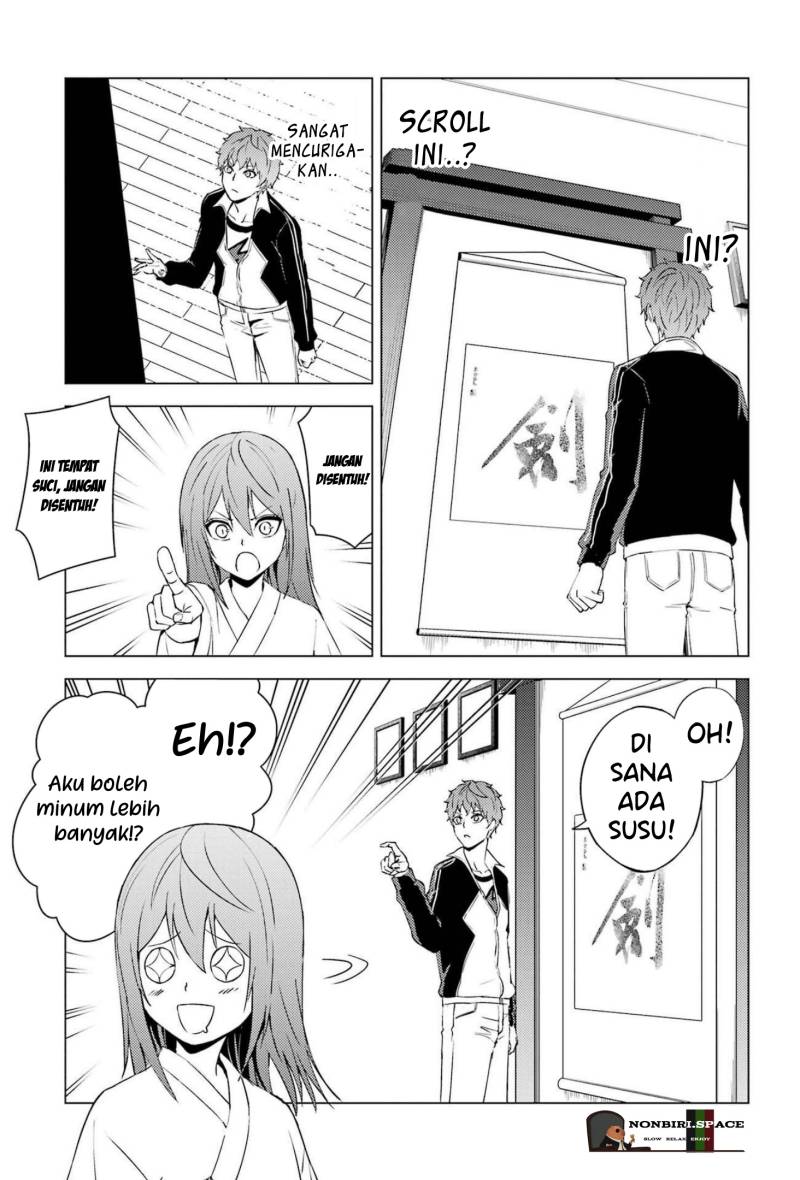 SCROLL
INI..?
INI?
剣
SANGAT
MENCURIGA-
KAN..
JANGAN
DISENTUH!
INI TEMPAT
SUCI, JANGAN
DISENTUH!
OH!
DI
SANA
ADA
SUSU!
剣
Eh!?
Aku boleh
minum lebih
banyak!?
NONBIRI.SPACE
SLOW RELAX ENJOY